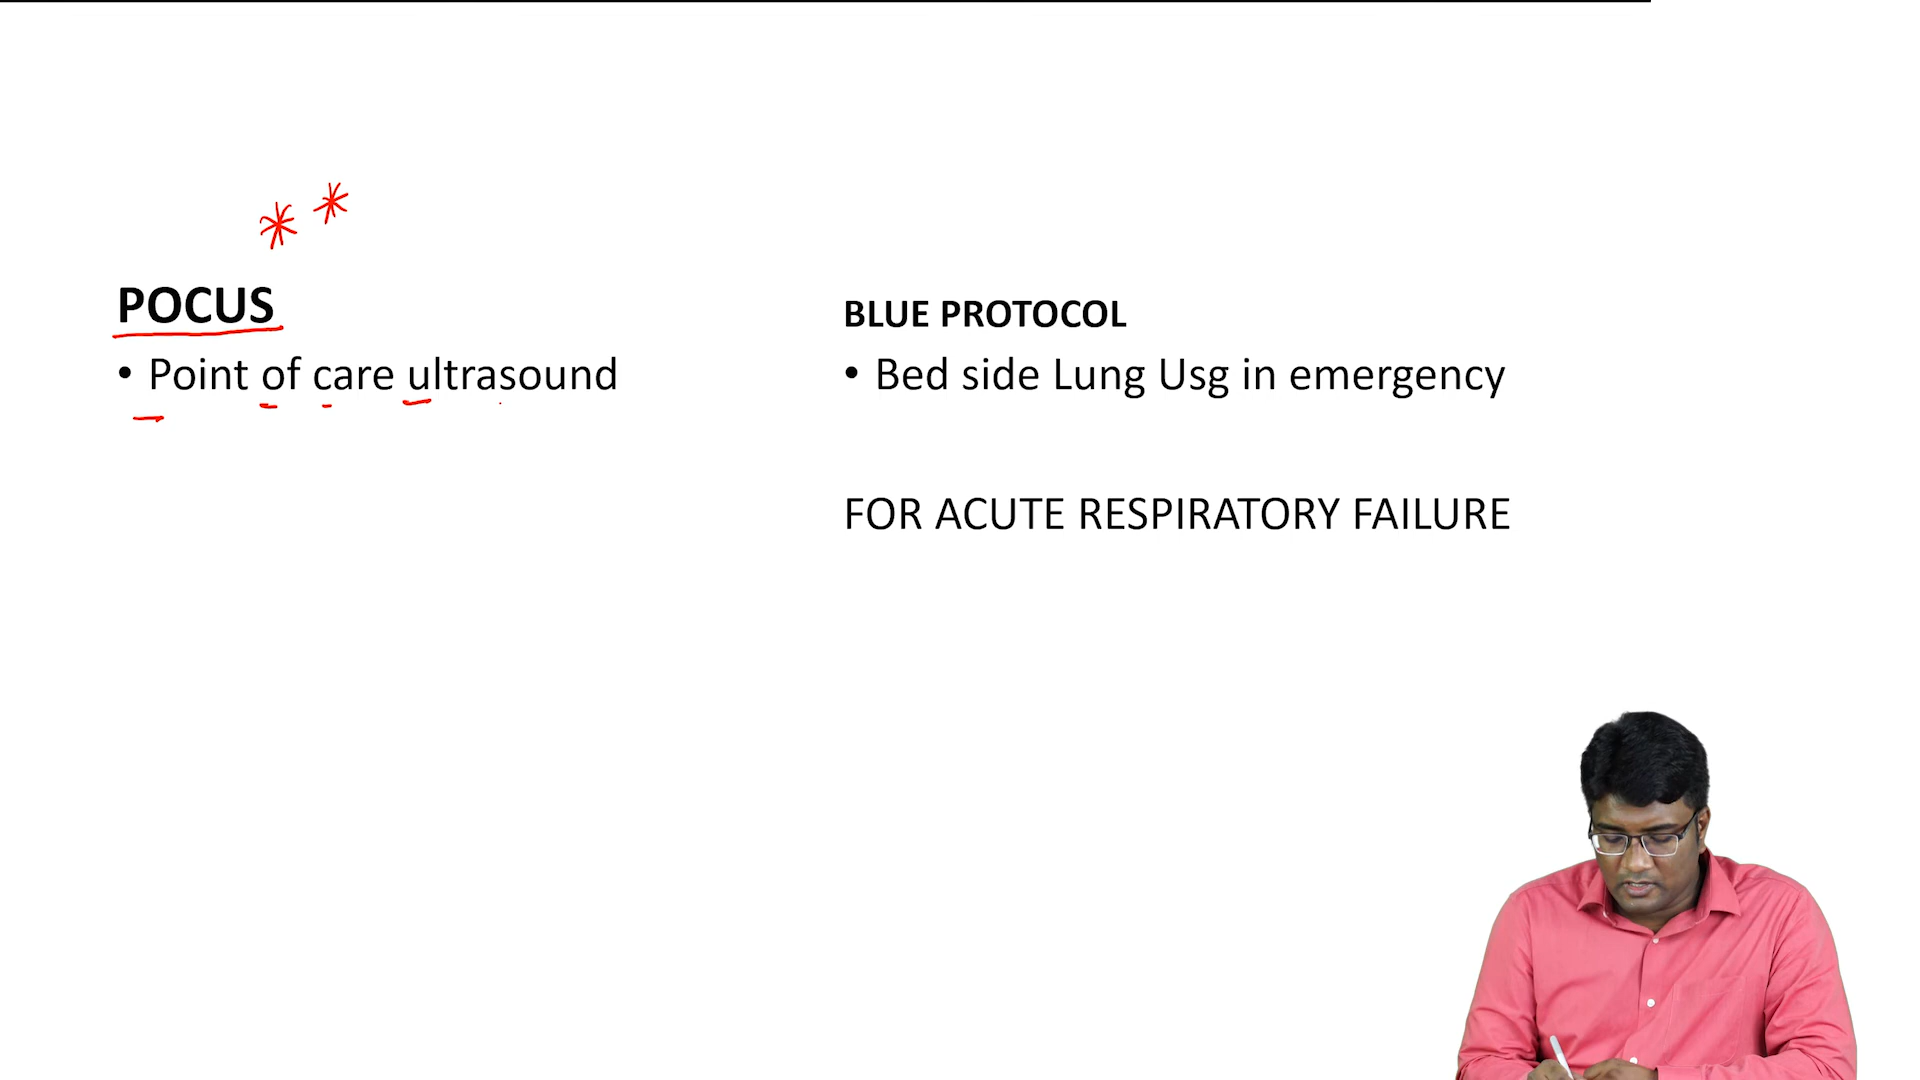 POCUS
• Point of care ultrasound
BLUE PROTOCOL
• Bed side Lung Usg in emergency
FOR ACUTE RESPIRATORY FAILURE